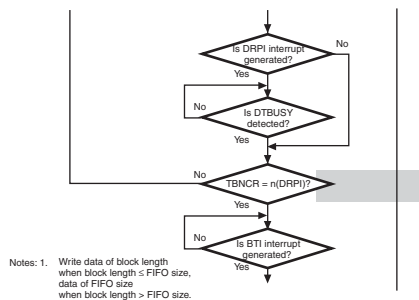 Is DRPI interrupt
generated?
No
Yes
No
Is DTBUSY
detected?
Yes
No
TBNCR = n(DRPI)?
Yes
No
Is BTI interrupt
generated?
Yes
Notes: 1. Write data of block length
when block length ≤ FIFO size,
data of FIFO size
when block length > FIFO size.